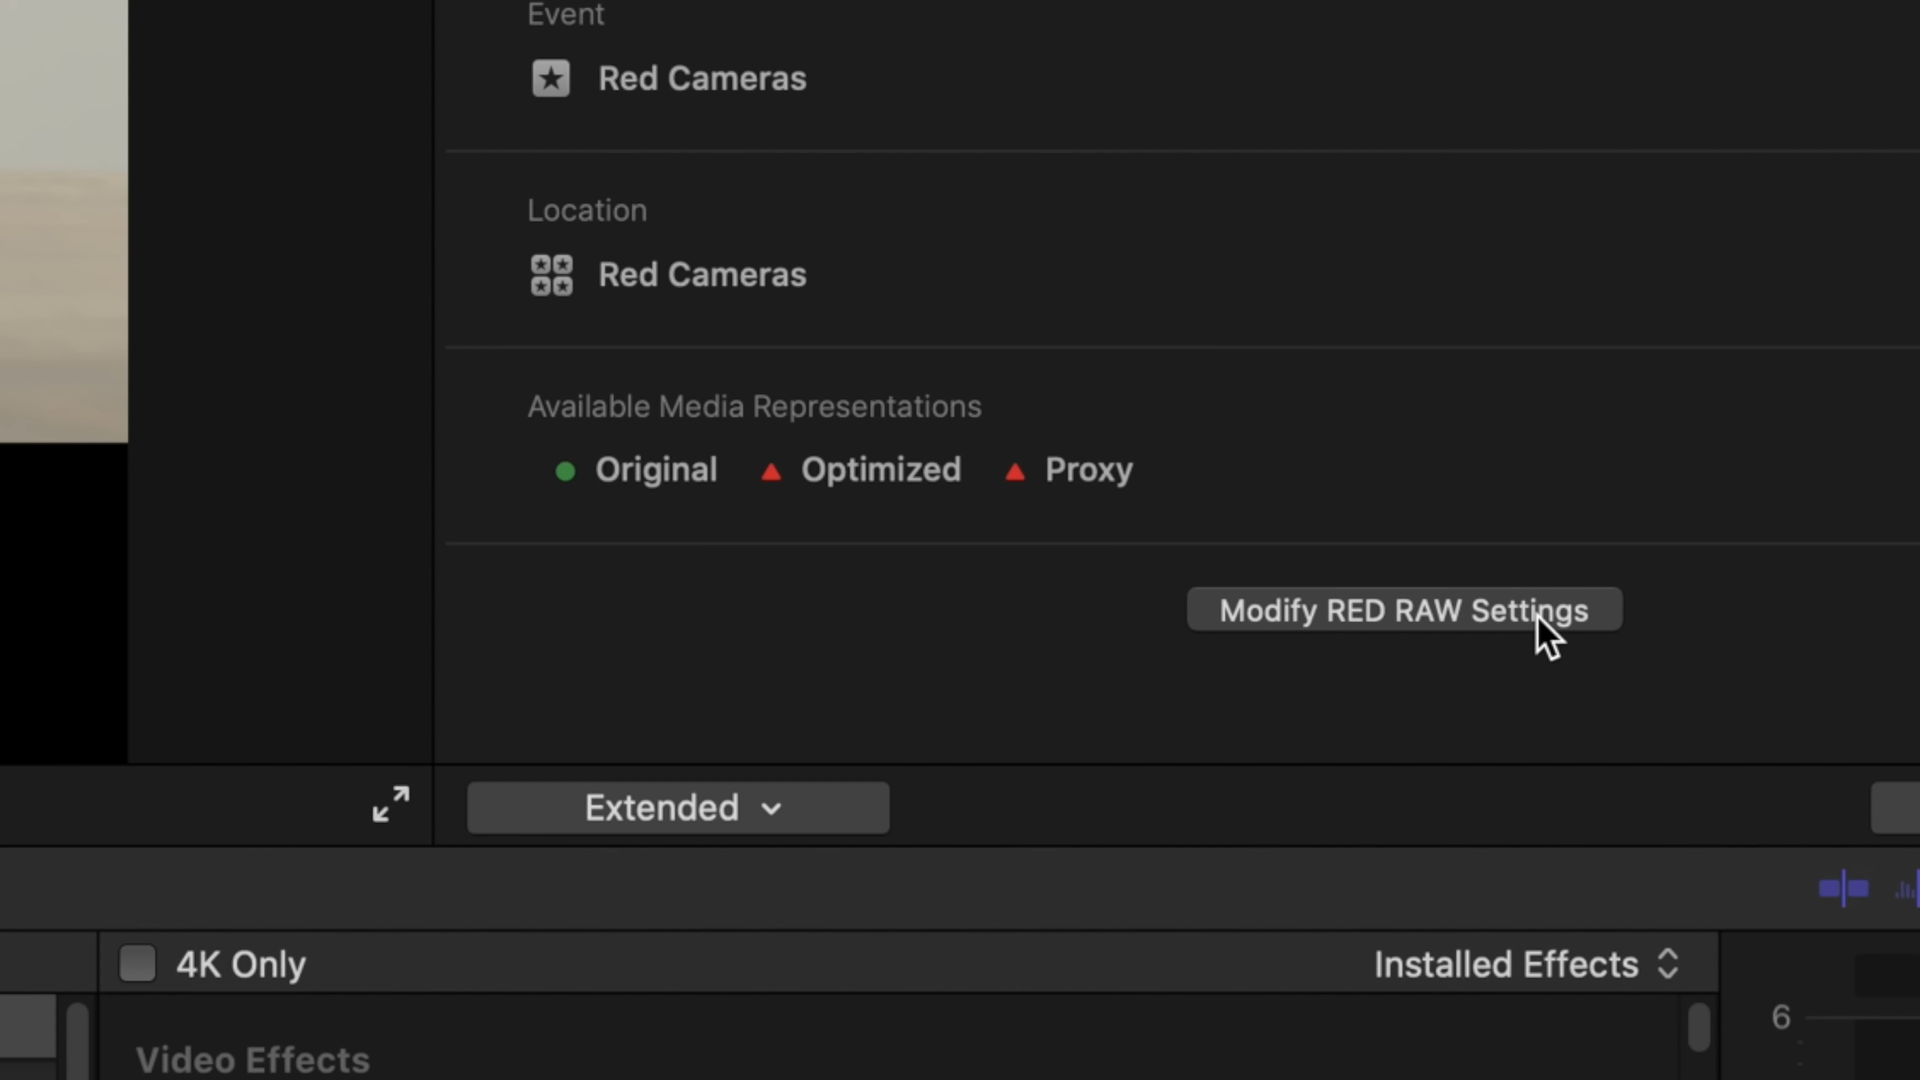 Event
Red Cameras
Location
Red Cameras
Available Media Representations
Original Optimized Proxy
Modify RED RAW Settings
Extended
4K Only Installed Effects
6
Video Effects